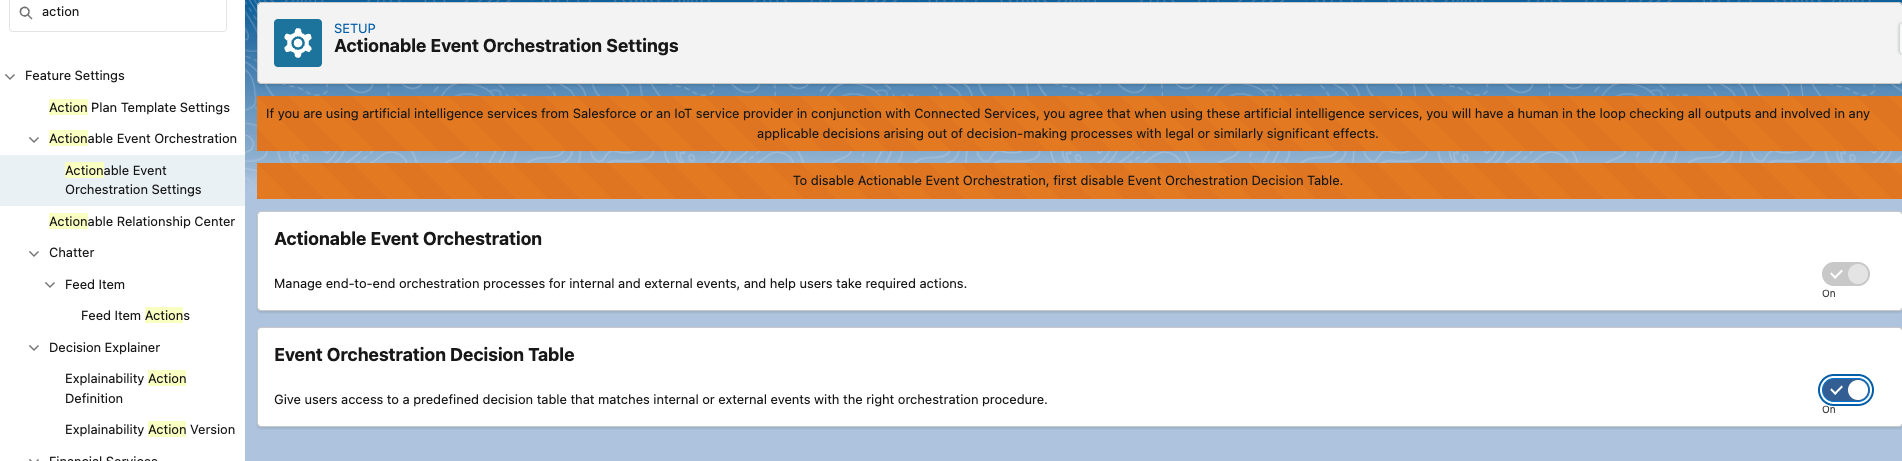 action
Feature Settings
Action Plan Template Settings
Actionable Event Orchestration
Actionable Event
Orchestration Settings
Actionable Relationship Center
Chatter
Feed Item
Feed Item Actions
Decision Explainer
Explainability Action
Definition
Explainability Action Version
Financial Services
SETUP
Actionable Event Orchestration Settings
If you are using artificial intelligence services from Salesforce or an IoT service provider in conjunction with Connected Services, you agree that when using these artificial intelligence services, you will have a human in the loop checking all outputs and involved in any
applicable decisions arising out of decision-making processes with legal or similarly significant effects.
To disable Actionable Event Orchestration, first disable Event Orchestration Decision Table.
Actionable Event Orchestration
Manage end-to-end orchestration processes for internal and external events, and help users take required actions.
On
Event Orchestration Decision Table
Give users access to a predefined decision table that matches internal or external events with the right orchestration procedure.
On